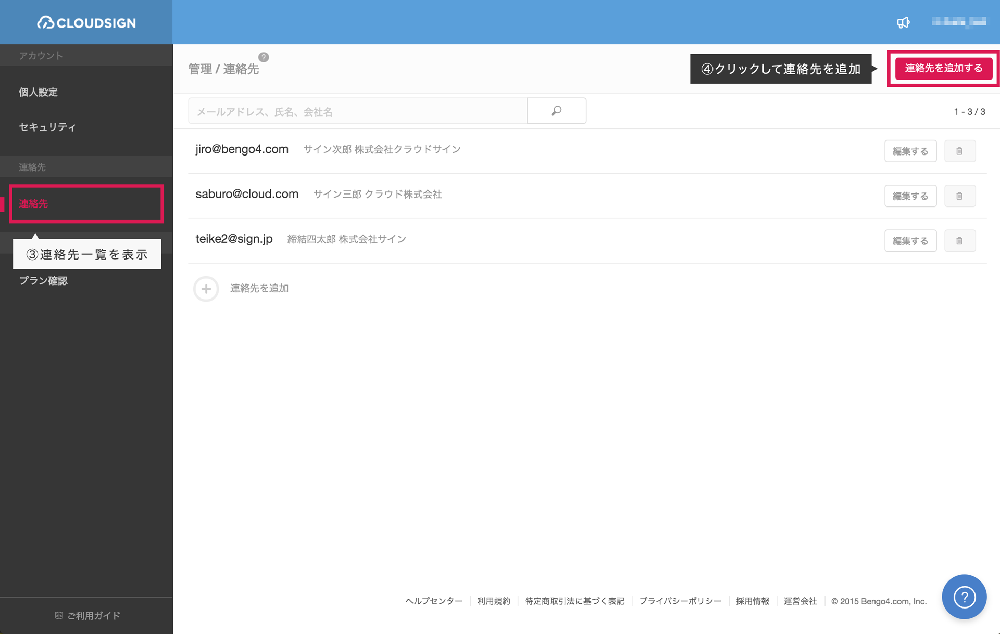 CLOUDSIGN
アカウント
個人設定
セキュリティ
連絡先
連絡先
③連絡先一覧を表示
プラン確認
ご利用ガイド
管理 / 連絡先 ?
④クリックして連絡先を追加
連絡先を追加する
メールアドレス、氏名、会社名
1 - 3 / 3
jiro@bengo4.com サイン次郎 株式会社クラウドサイン 編集する
saburo@cloud.com サイン三郎 クラウド株式会社 編集する
teike2@sign.jp 締結四太郎 株式会社サイン 編集する
連絡先を追加
ヘルプセンター 利用規約 特定商取引法に基づく表記 プライバシーポリシー 採用情報 運営会社 © 2015 Bengo4.com, Inc.
?